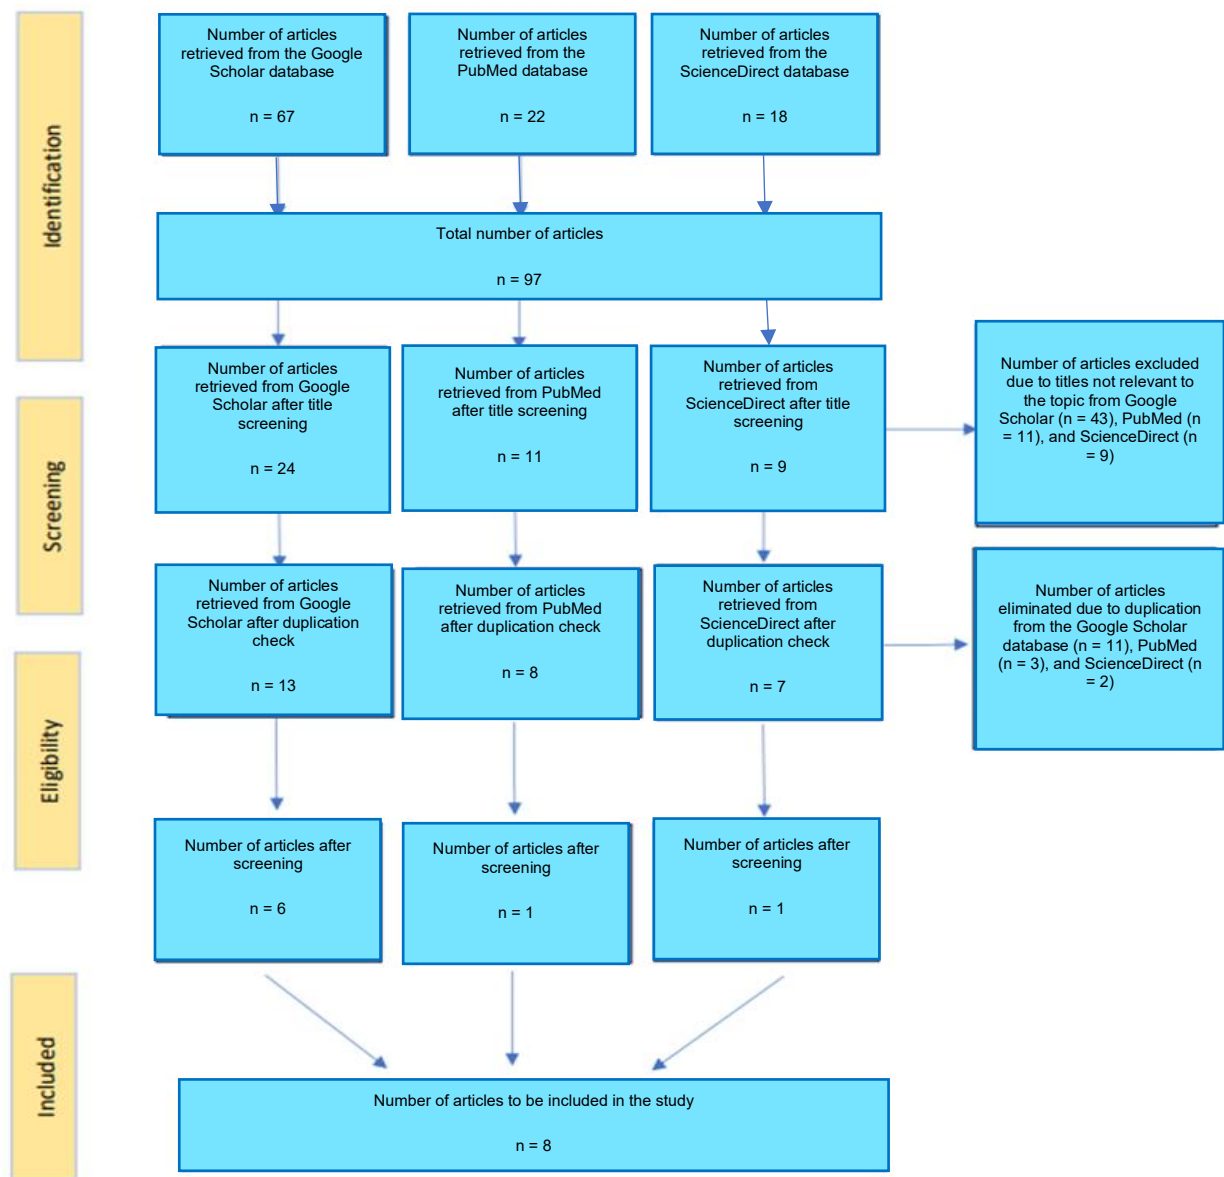 Identification
Number of articles
retrieved from the Google
Scholar database
n = 67
Number of articles
retrieved from the
PubMed database
n = 22
Number of articles
retrieved from the
ScienceDirect database
n = 18
Total number of articles
n = 97
Screening
Number of articles
retrieved from Google
Scholar after title
screening
n = 24
Number of articles
retrieved from PubMed
after title screening
n = 11
Number of articles
retrieved from
ScienceDirect after title
screening
n = 9
Number of articles excluded
due to titles not relevant to
the topic from Google
Scholar (n = 43), PubMed (n
= 11), and ScienceDirect (n
= 9)
Number of articles
retrieved from Google
Scholar after duplication
check
n = 13
Number of articles
retrieved from PubMed
after duplication check
n = 8
Number of articles
retrieved from
ScienceDirect after
duplication check
n = 7
Number of articles
eliminated due to duplication
from the Google Scholar
database (n = 11), PubMed
(n = 3), and ScienceDirect (n
= 2)
Eligibility
Number of articles after
screening
n = 6
Number of articles after
screening
n = 1
Number of articles after
screening
n = 1
Included
Number of articles to be included in the study
n = 8